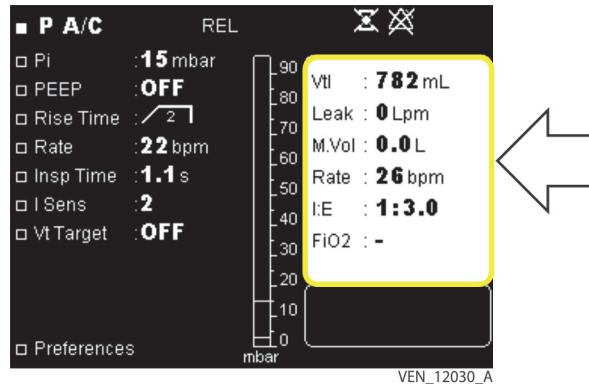 P A/C REL
Pi :15 mbar
PEEP :OFF
Rise Time : 2
Rate :22 bpm
Insp Time :1.1 s
I Sens :2
Vt Target :OFF
Preferences
90
80
70
60
50
40
30
20
10
0
mbar
VtI : 782 mL
Leak : 0 Lpm
M.Vol : 0.0 L
Rate : 26 bpm
I:E : 1:3.0
FiO2 : -
VEN_12030_A